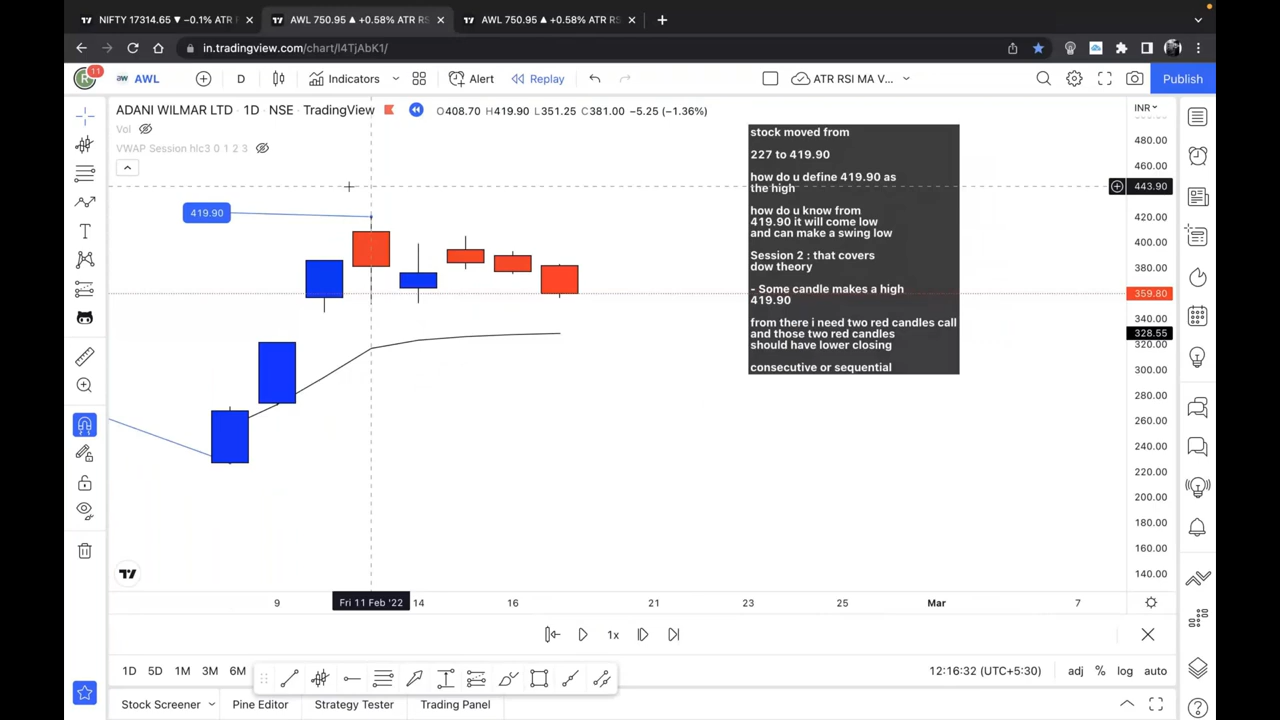 NIFTY 17314.65 ▼ −0.1% ATR F
AWL 750.95 ▲ +0.58% ATR RS
AWL 750.95 ▲ +0.58% ATR RS
in.tradingview.com/chart/I4TjAbK1/
R
11
aw
AWL
D
Indicators
Alert
Replay
ATR RSI MA V...
Publish
ADANI WILMAR LTD · 1D · NSE · TradingView
O408.70 H419.90 L351.25 C381.00 −5.25 (−1.36%)
INR
Vol
VWAP Session hlc3 0 1 2 3
stock moved from
227 to 419.90
how do u define 419.90 as
the high
how do u know from
419.90 it will come low
and can make a swing low
Session 2 : that covers
dow theory
- Some candle makes a high
419.90
from there i need two red candles call
and those two red candles
should have lower closing
consecutive or sequential
419.90
480.00
460.00
443.90
420.00
400.00
380.00
359.80
340.00
328.55
320.00
300.00
280.00
260.00
240.00
220.00
200.00
180.00
160.00
140.00
9
Fri 11 Feb '22
14
16
21
23
25
Mar
7
1x
1D
5D
1M
3M
6M
12:16:32 (UTC+5:30)
adj
%
log
auto
Stock Screener
Pine Editor
Strategy Tester
Trading Panel